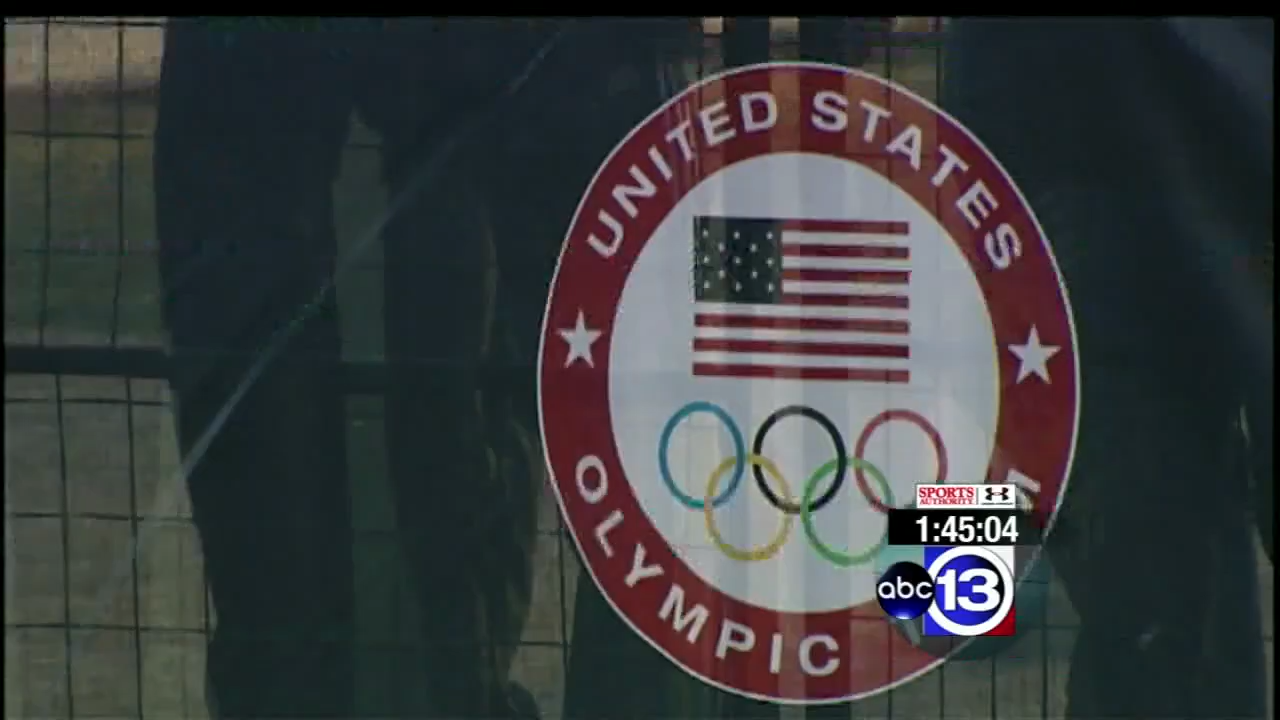 UNITED STATES
OLYMPIC
SPORTS
AUTHORITY
1:45:04
abc 13